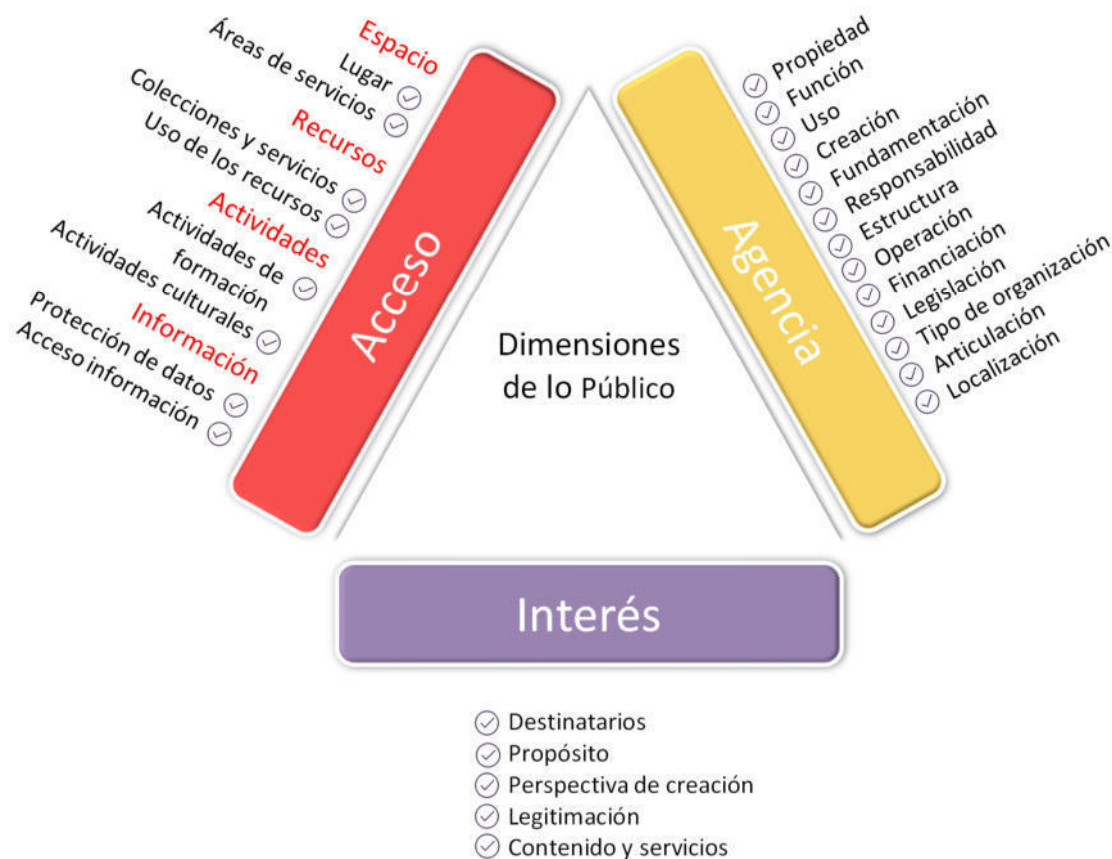 Espacio
Lugar
Áreas de servicios
Recursos
Colecciones y servicios
Uso de los recursos
Actividades
Actividades de
formación
Actividades culturales
Información
Protección de datos
Acceso información
Acceso
Agencia
Propiedad
Función
Uso
Creación
Fundamentación
Responsabilidad
Estructura
Operación
Financiación
Legislación
Tipo de organización
Articulación
Localización
Dimensiones
de lo Público
Interés
Destinatarios
Propósito
Perspectiva de creación
Legitimación
Contenido y servicios